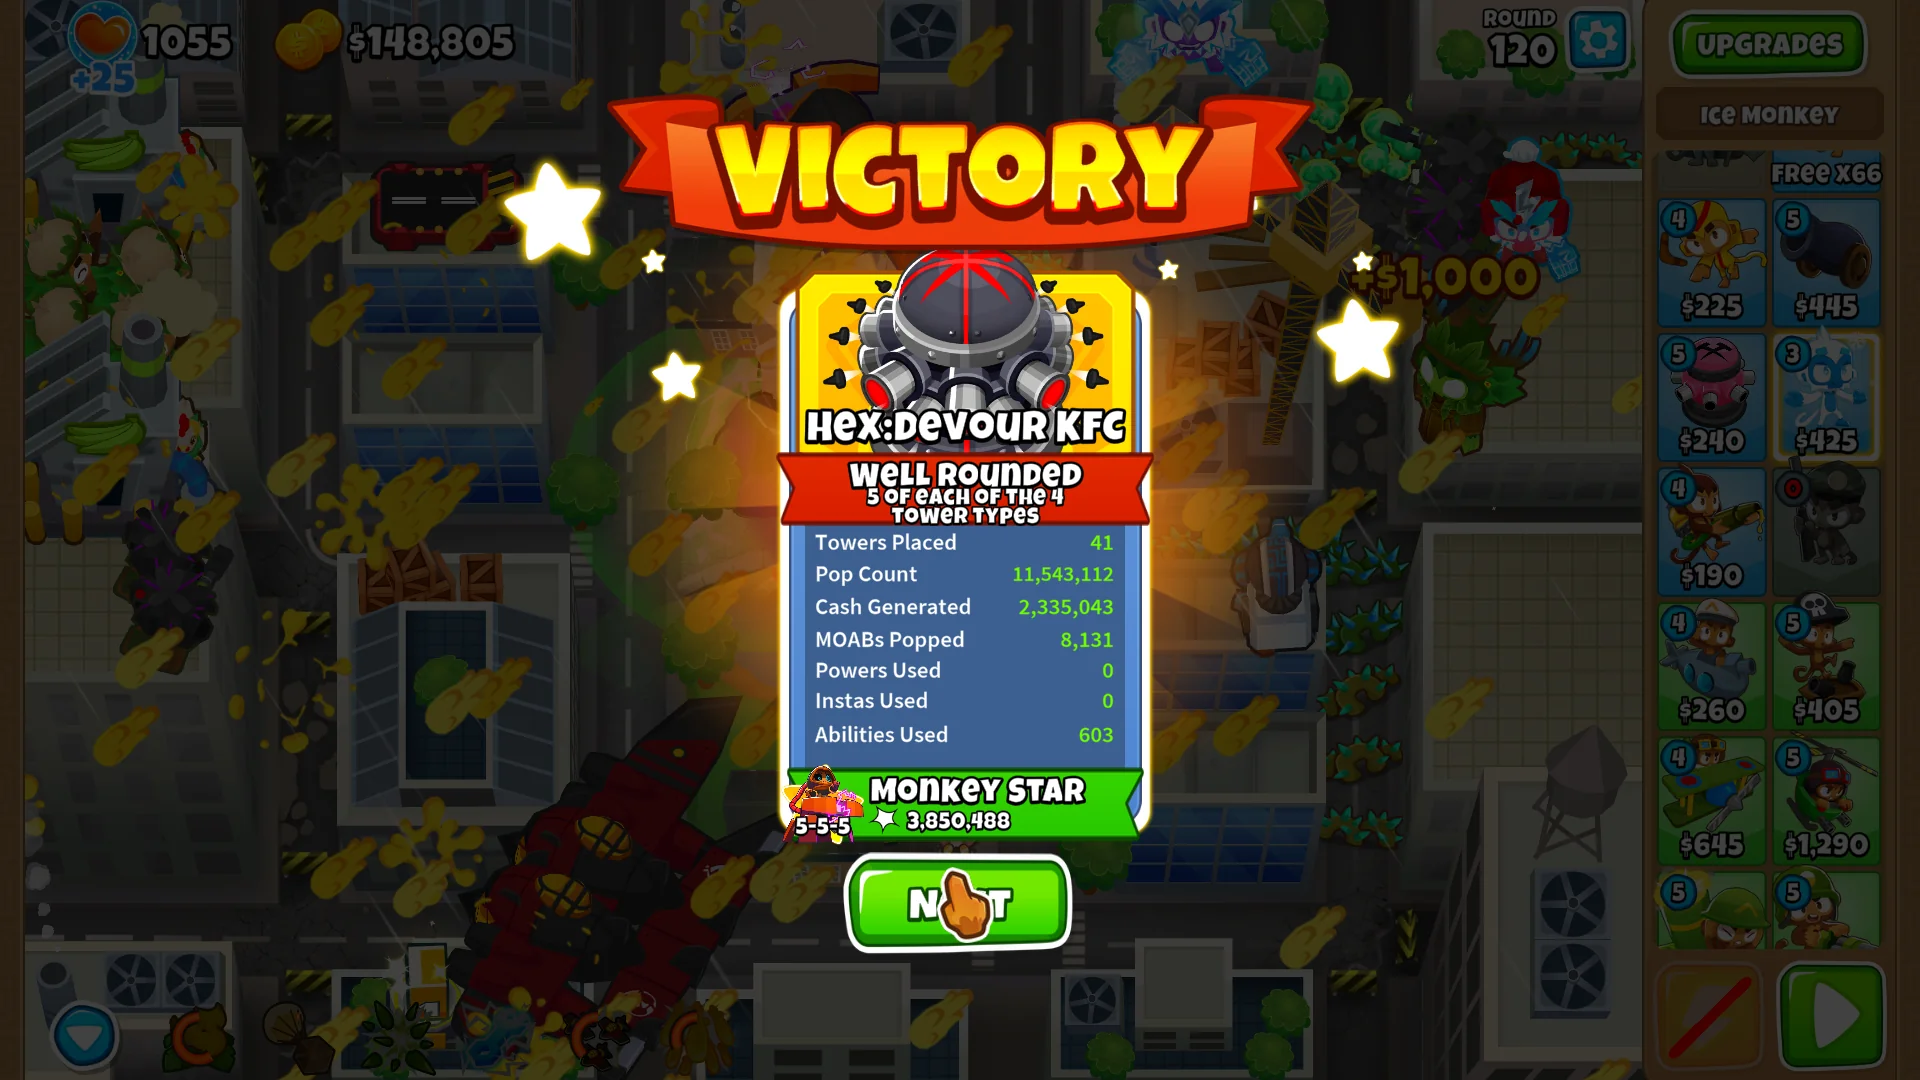 1055
+25
$148,805
ROUND
120
UPGRADES
ICE MONKEY
FREE X66
VICTORY
+$1,000
HEX:DEVOUR KFC
WELL ROUNDED
5 OF EACH OF THE 4
TOWER TYPES
Towers Placed 41
Pop Count 11,543,112
Cash Generated 2,335,043
MOABs Popped 8,131
Powers Used 0
Instas Used 0
Abilities Used 603
MONKEY STAR
5-5-5
3,850,488
4
$225
5
$445
5
$240
3
$425
4
$190
0
4
$260
5
$405
4
$645
5
$1,290
5
5